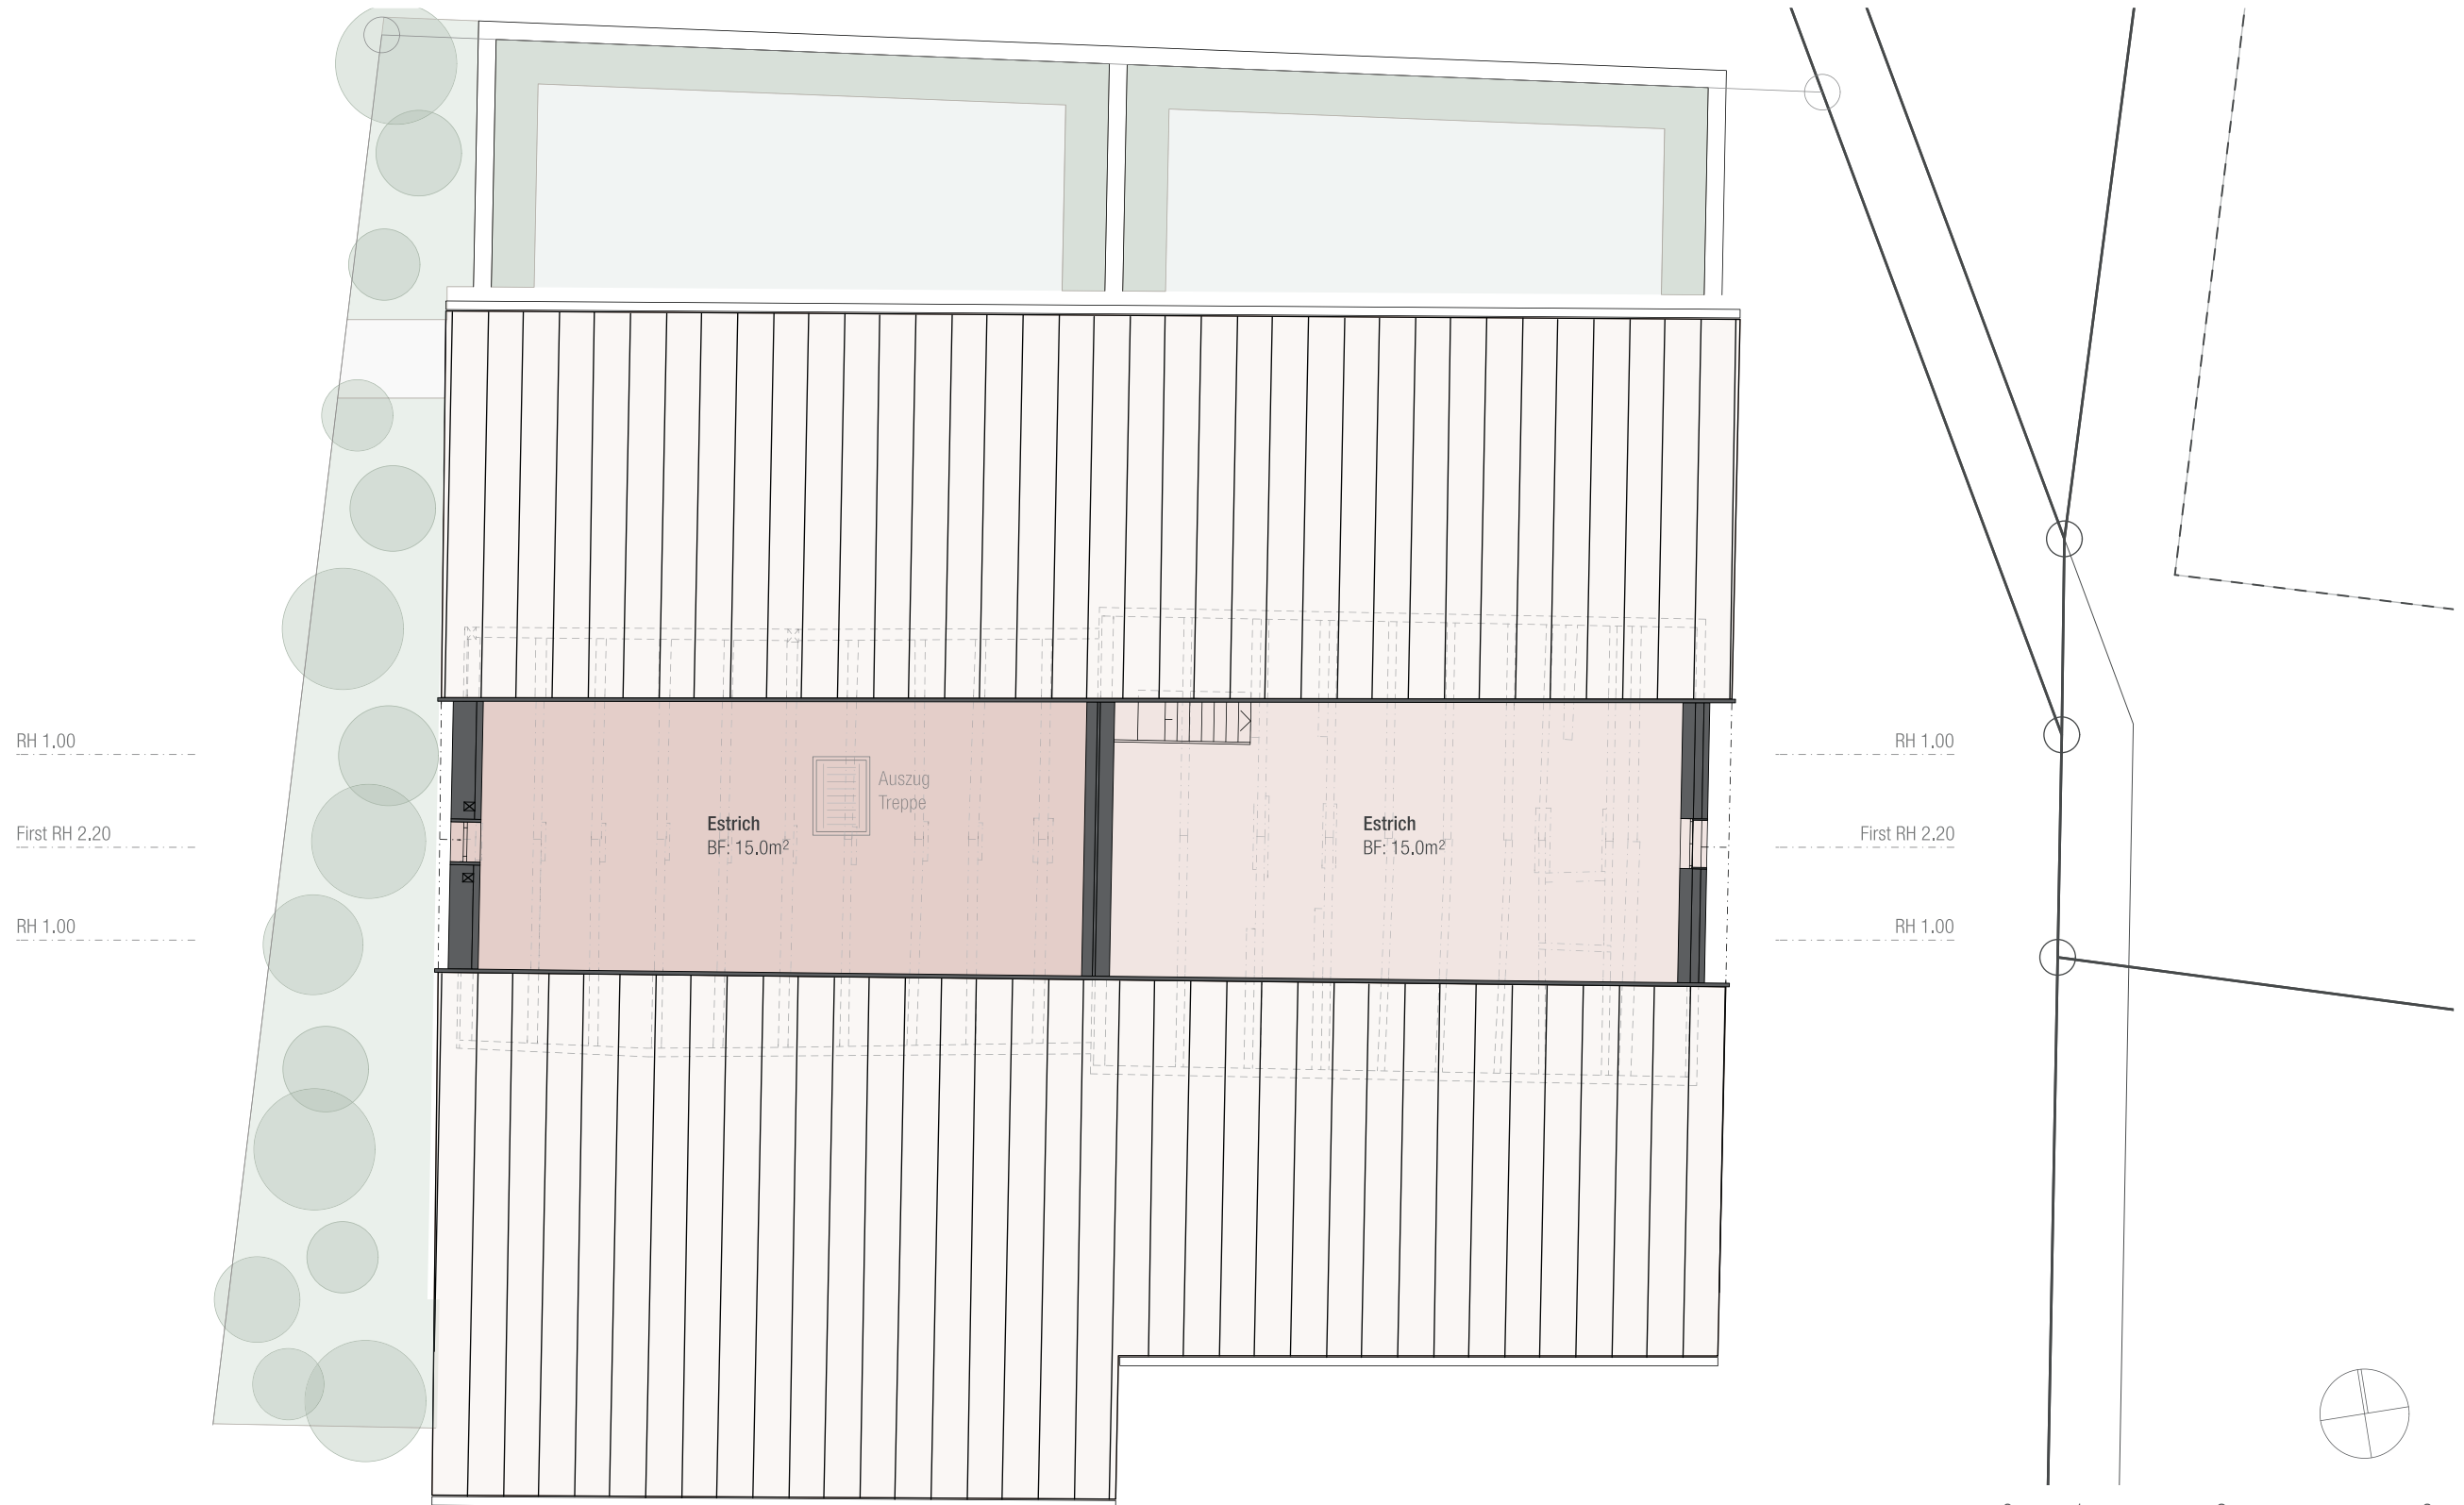 RH 1.00
RH 1.00
Auszug
Treppe
Estrich
BF: 15.0m²
Estrich
BF: 15.0m²
First RH 2.20
First RH 2.20
RH 1.00
RH 1.00